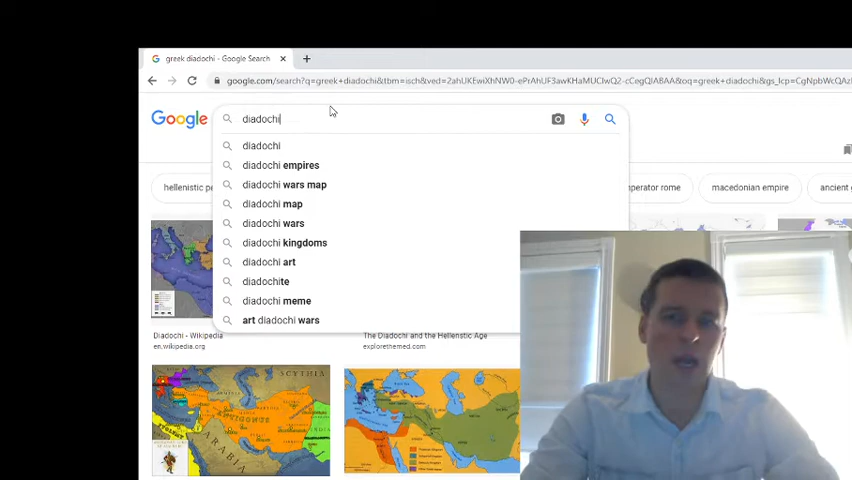 greek diadochi - Google Search
google.com/search?q=greek+diadochi&tbm=isch&ved=2ahUKEwiXhNW0-ePrAhUF3awKHaMUCIwQ2-cCegQIABAA&oq=greek+diadochi&gs_lcp=CgNpbWcQA
Google
diadochi
diadochi
diadochi empires
diadochi wars map
diadochi map
diadochi wars
diadochi kingdoms
diadochi art
diadochite
diadochi meme
art diadochi wars
hellenistic pe
perator rome
macedonian empire
ancient g
Diadochi - Wikipedia
en.wikipedia.org
The Diadochi and the Hellenstic Age
explorethemed.com
SCYTHIA
ANTIGONUS
ARABIA